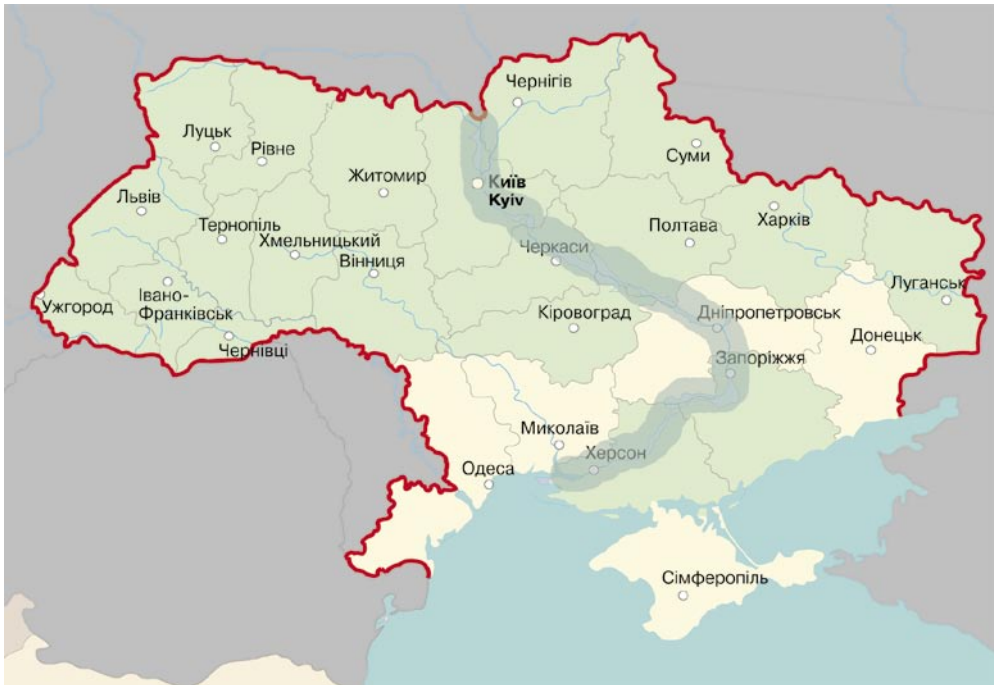 Чернігів
Луцьк
Рівне
Суми
Житомир
Київ
Kyiv
Львів
Харків
Тернопіль
Полтава
Хмельницький
Черкаси
Вінниця
Луганськ
Ужгород
Івано-
Франківськ
Кіровоград
Дніпропетровськ
Донецьк
Чернівці
Запоріжжя
Миколаїв
Херсон
Одеса
Сімферопіль